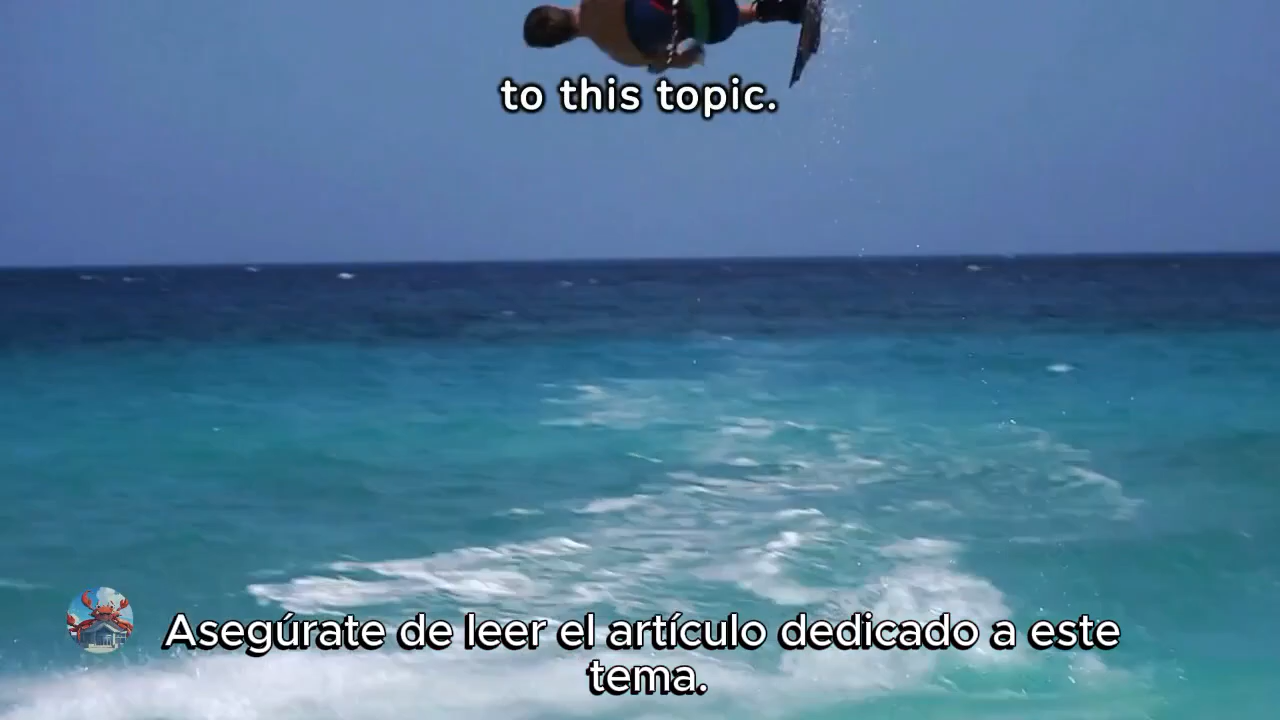 to this topic.
Asegúrate de leer el artículo dedicado a este
tema.